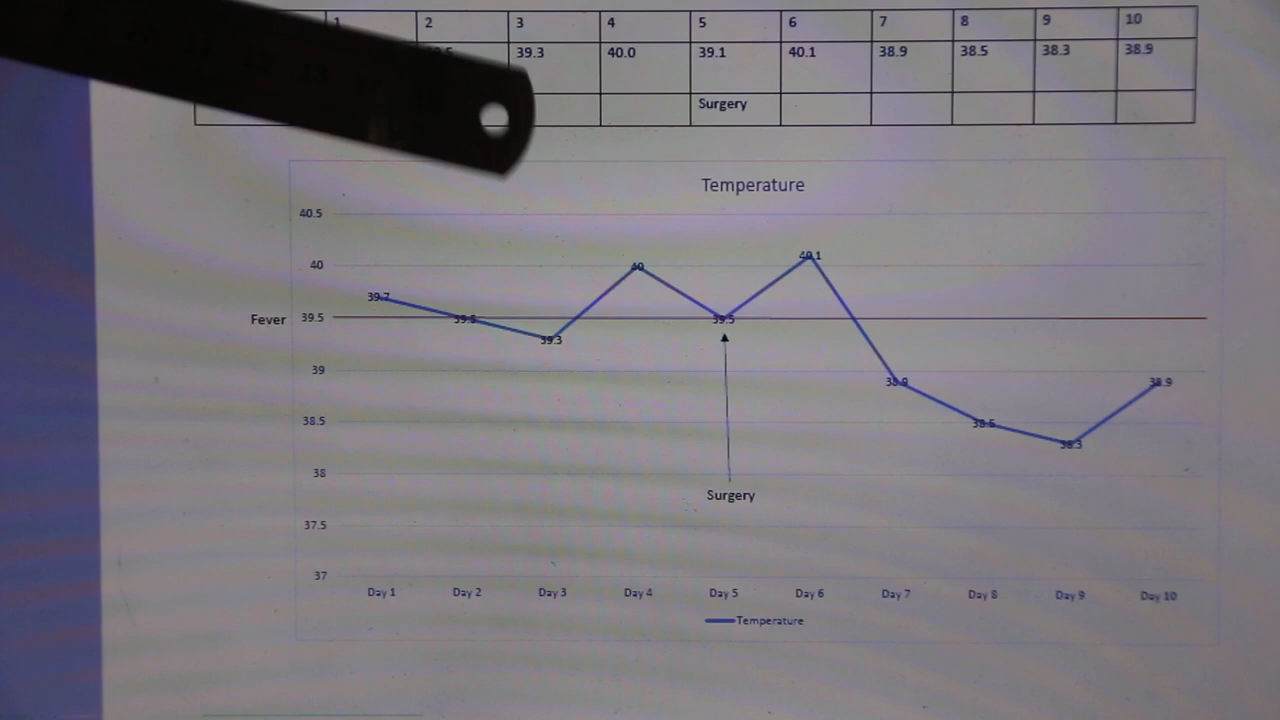 1 2 3 4 5 6 7 8 9 10
39.3 40.0 39.1 40.1 38.9 38.5 38.3 38.9
Surgery
Temperature
40.5
40
39.5
39
38.5
38
37.5
37
Fever
39.7 39.5 39.3 40 39.5 40.1 38.9 38.5 38.3 38.9
Surgery
Day 1 Day 2 Day 3 Day 4 Day 5 Day 6 Day 7 Day 8 Day 9 Day 10
Temperature